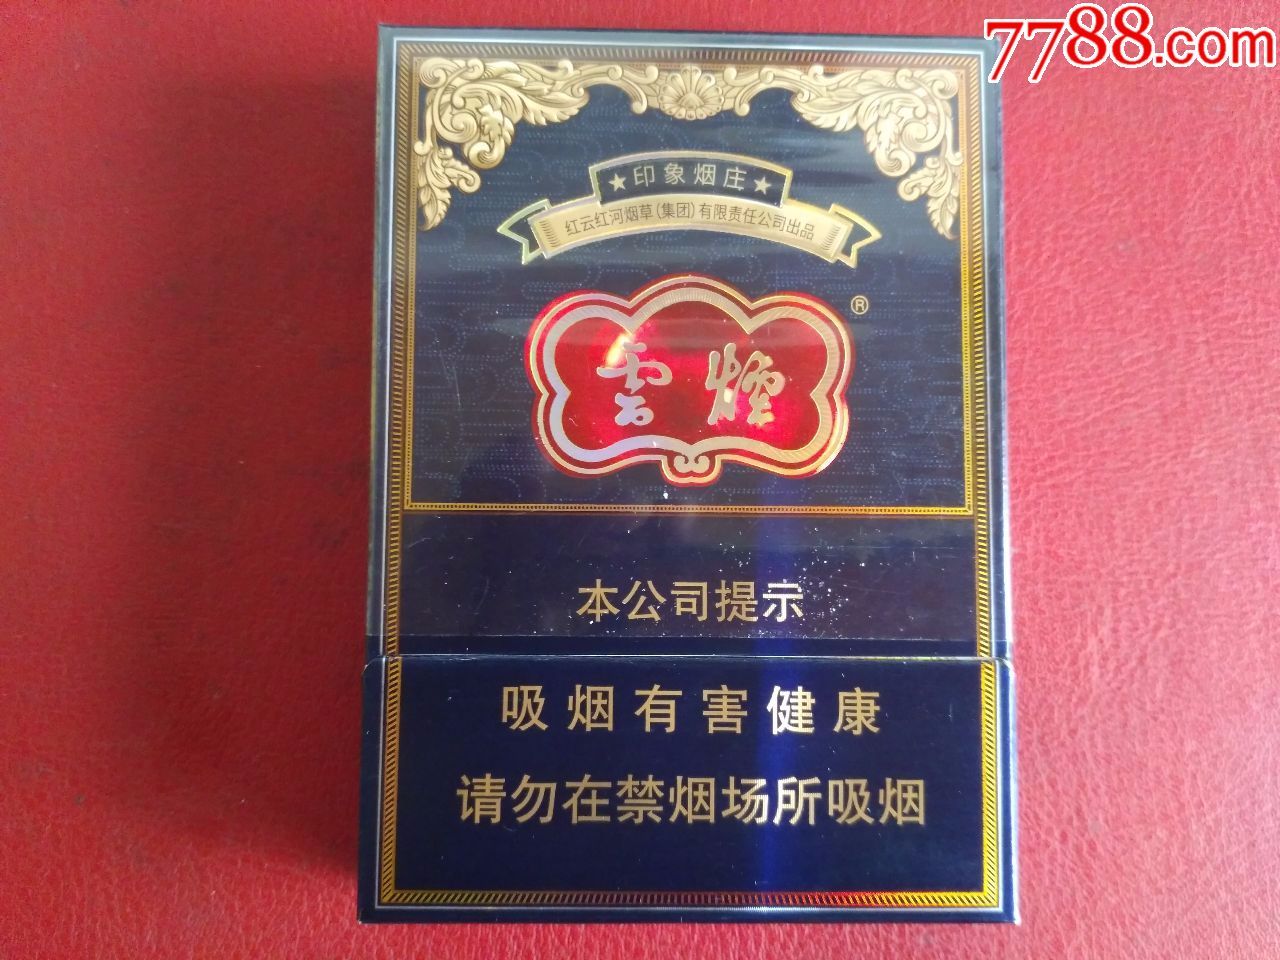 7788.com
★印象烟庄★
红云红河烟草(集团)有限责任公司出品
雲煙®
本公司提示
吸烟有害健康
请勿在禁烟场所吸烟